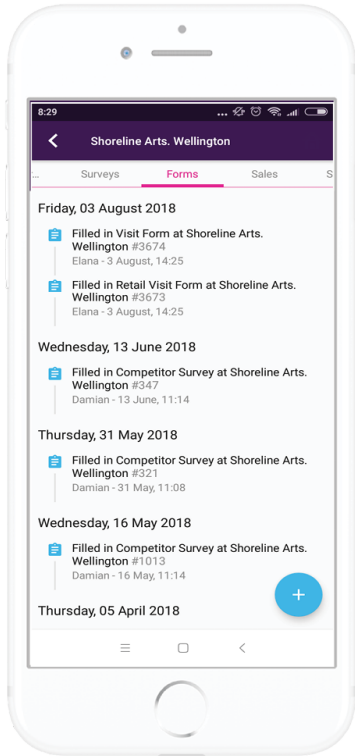 8:29
Shoreline Arts. Wellington
Surveys Forms Sales S
Friday, 03 August 2018
Filled in Visit Form at Shoreline Arts.
Wellington #3674
Elana - 3 August, 14:25
Filled in Retail Visit Form at Shoreline Arts.
Wellington #3673
Elana - 3 August, 14:25
Wednesday, 13 June 2018
Filled in Competitor Survey at Shoreline Arts.
Wellington #347
Damian - 13 June, 11:14
Thursday, 31 May 2018
Filled in Competitor Survey at Shoreline Arts.
Wellington #321
Damian - 31 May, 11:08
Wednesday, 16 May 2018
Filled in Competitor Survey at Shoreline Arts.
Wellington #1013
Damian - 16 May, 11:14
Thursday, 05 April 2018